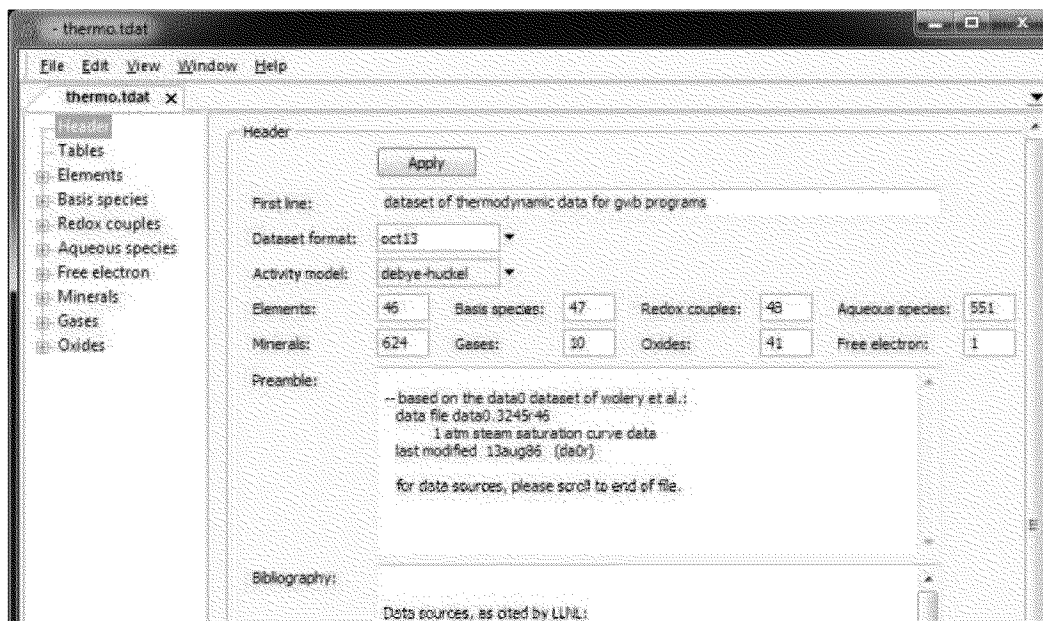 - thermo.tdat
File Edit View Window Help
thermo.tdat x
Header
Tables
Elements
Basis species
Redox couples
Aqueous species
Free electron
Minerals
Gases
Oxides
Header
Apply
First line: dataset of thermodynamic data for gwb programs
Dataset format: oct13
Activity model: debye-huckel
Elements: 46 Basis species: 47 Redox couples: 48 Aqueous species: 551
Minerals: 624 Gases: 10 Oxides: 41 Free electron: 1
Preamble:
-- based on the data0 dataset of wolery et al.:
data file data0.3245r46
1 atm steam saturation curve data
last modified 13aug86 (da0r)
for data sources, please scroll to end of file.
Bibliography:
Data sources, as cited by LLNL: